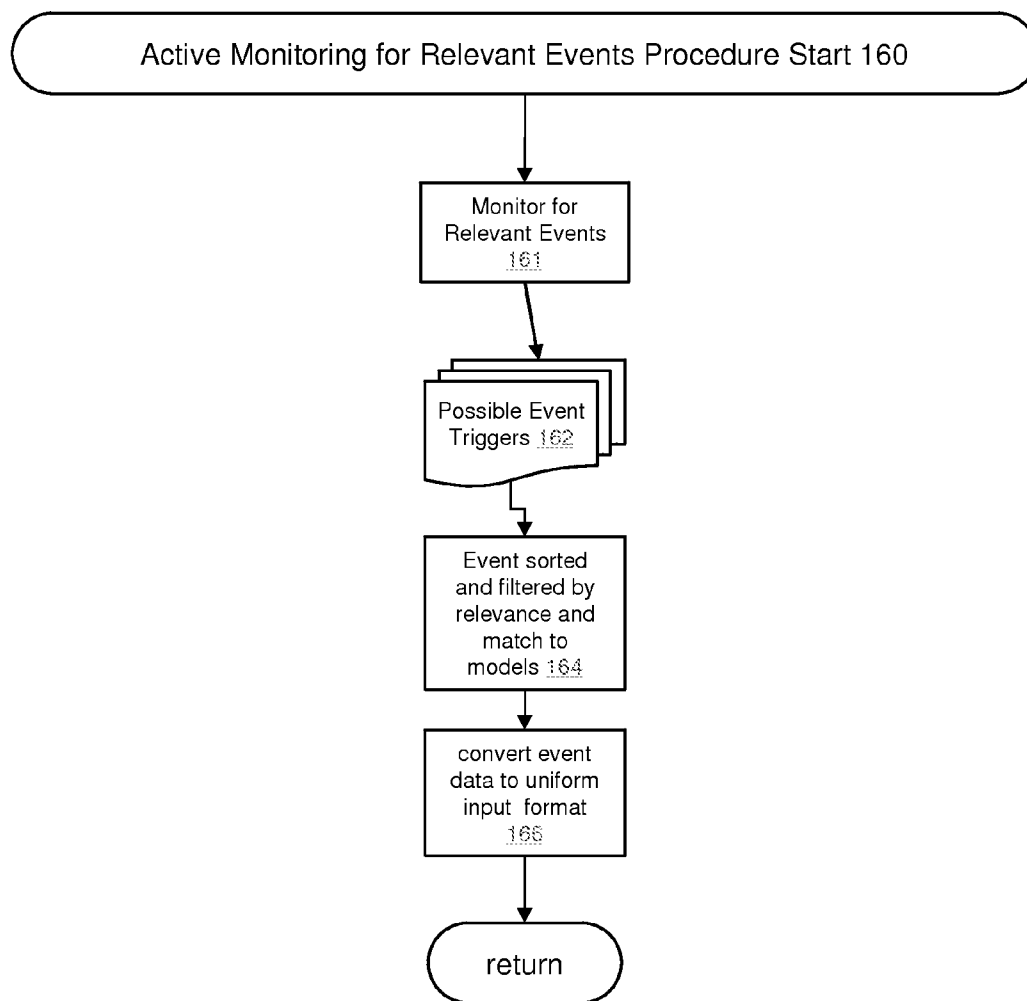 Active Monitoring for Relevant Events Procedure Start 160
Monitor for
Relevant Events
161
Possible Event
Triggers 162
Event sorted
and filtered by
relevance and
match to
models 164
convert event
data to uniform
input format
return